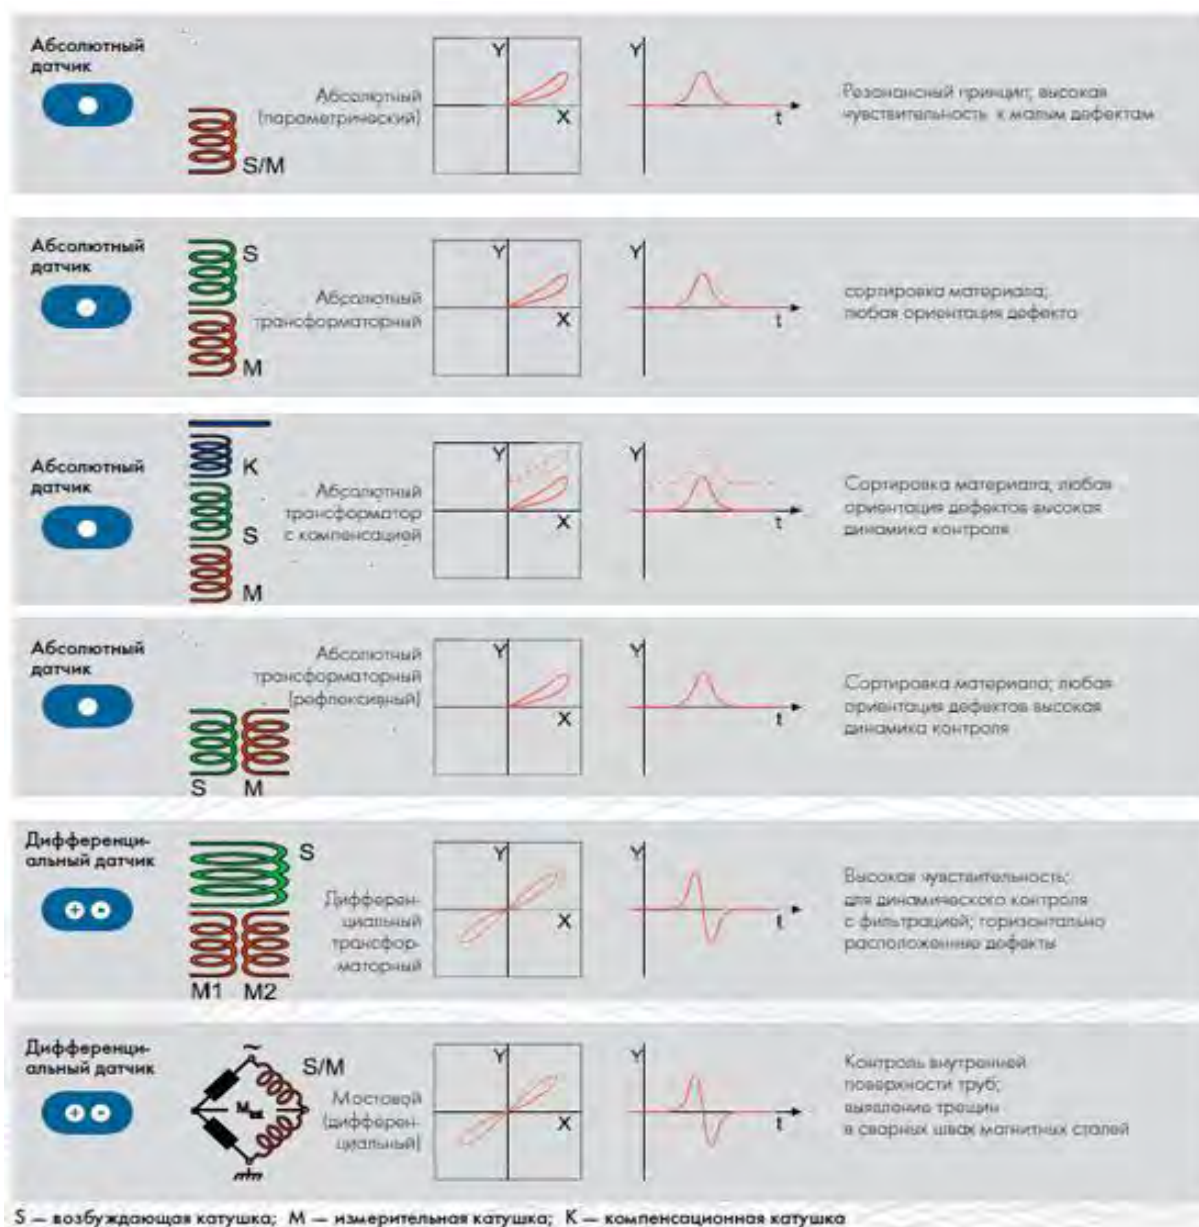 Абсолютный
датчик
Абсолютный
(параметрический)
S/M
Y
X
Y
t
Резонансный принцип; высокая
чувствительность к малым дефектам
Абсолютный
датчик
S
M
Абсолютный
трансформаторный
Y
X
Y
t
сортировка материала;
любая ориентация дефекта
Абсолютный
датчик
K
S
M
Абсолютный
трансформатор
с компенсацией
Y
X
Y
t
Сортировка материала; любая
ориентация дефектов высокая
динамика контроля
Абсолютный
датчик
S
M
Абсолютный
трансформаторный
(рефлексивный)
Y
X
Y
t
Сортировка материала; любая
ориентация дефектов высокая
динамика контроля
Дифференци-
альный датчик
+ -
S
M1 M2
Дифферен-
циальный
трансфор-
маторный
Y
X
Y
t
Высокая чувствительность;
для динамического контроля
с фильтрацией; горизонтально
расположенные дефекты
Дифференци-
альный датчик
+ -
~
S/M
Мостовой
(дифферен-
циальный)
Y
X
Y
t
Контроль внутренней
поверхности труб;
выявление трещин
в сварных швах магнитных сталей
S — возбуждающая катушка; M — измерительная катушка; K — компенсационная катушка